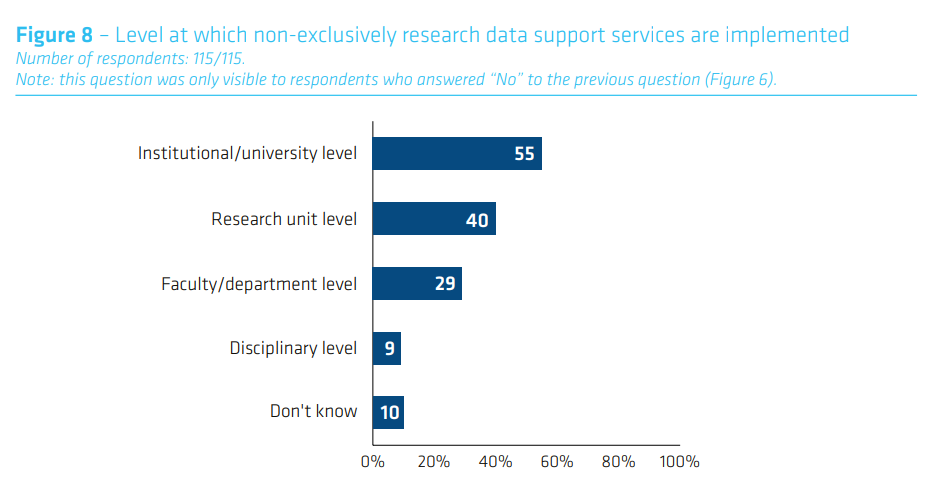 Figure 8 – Level at which non-exclusively research data support services are implemented
Number of respondents: 115/115.
Note: this question was only visible to respondents who answered “No” to the previous question (Figure 6).
Institutional/university level 55
Research unit level 40
Faculty/department level 29
Disciplinary level 9
Don't know 10
0% 20% 40% 60% 80% 100%